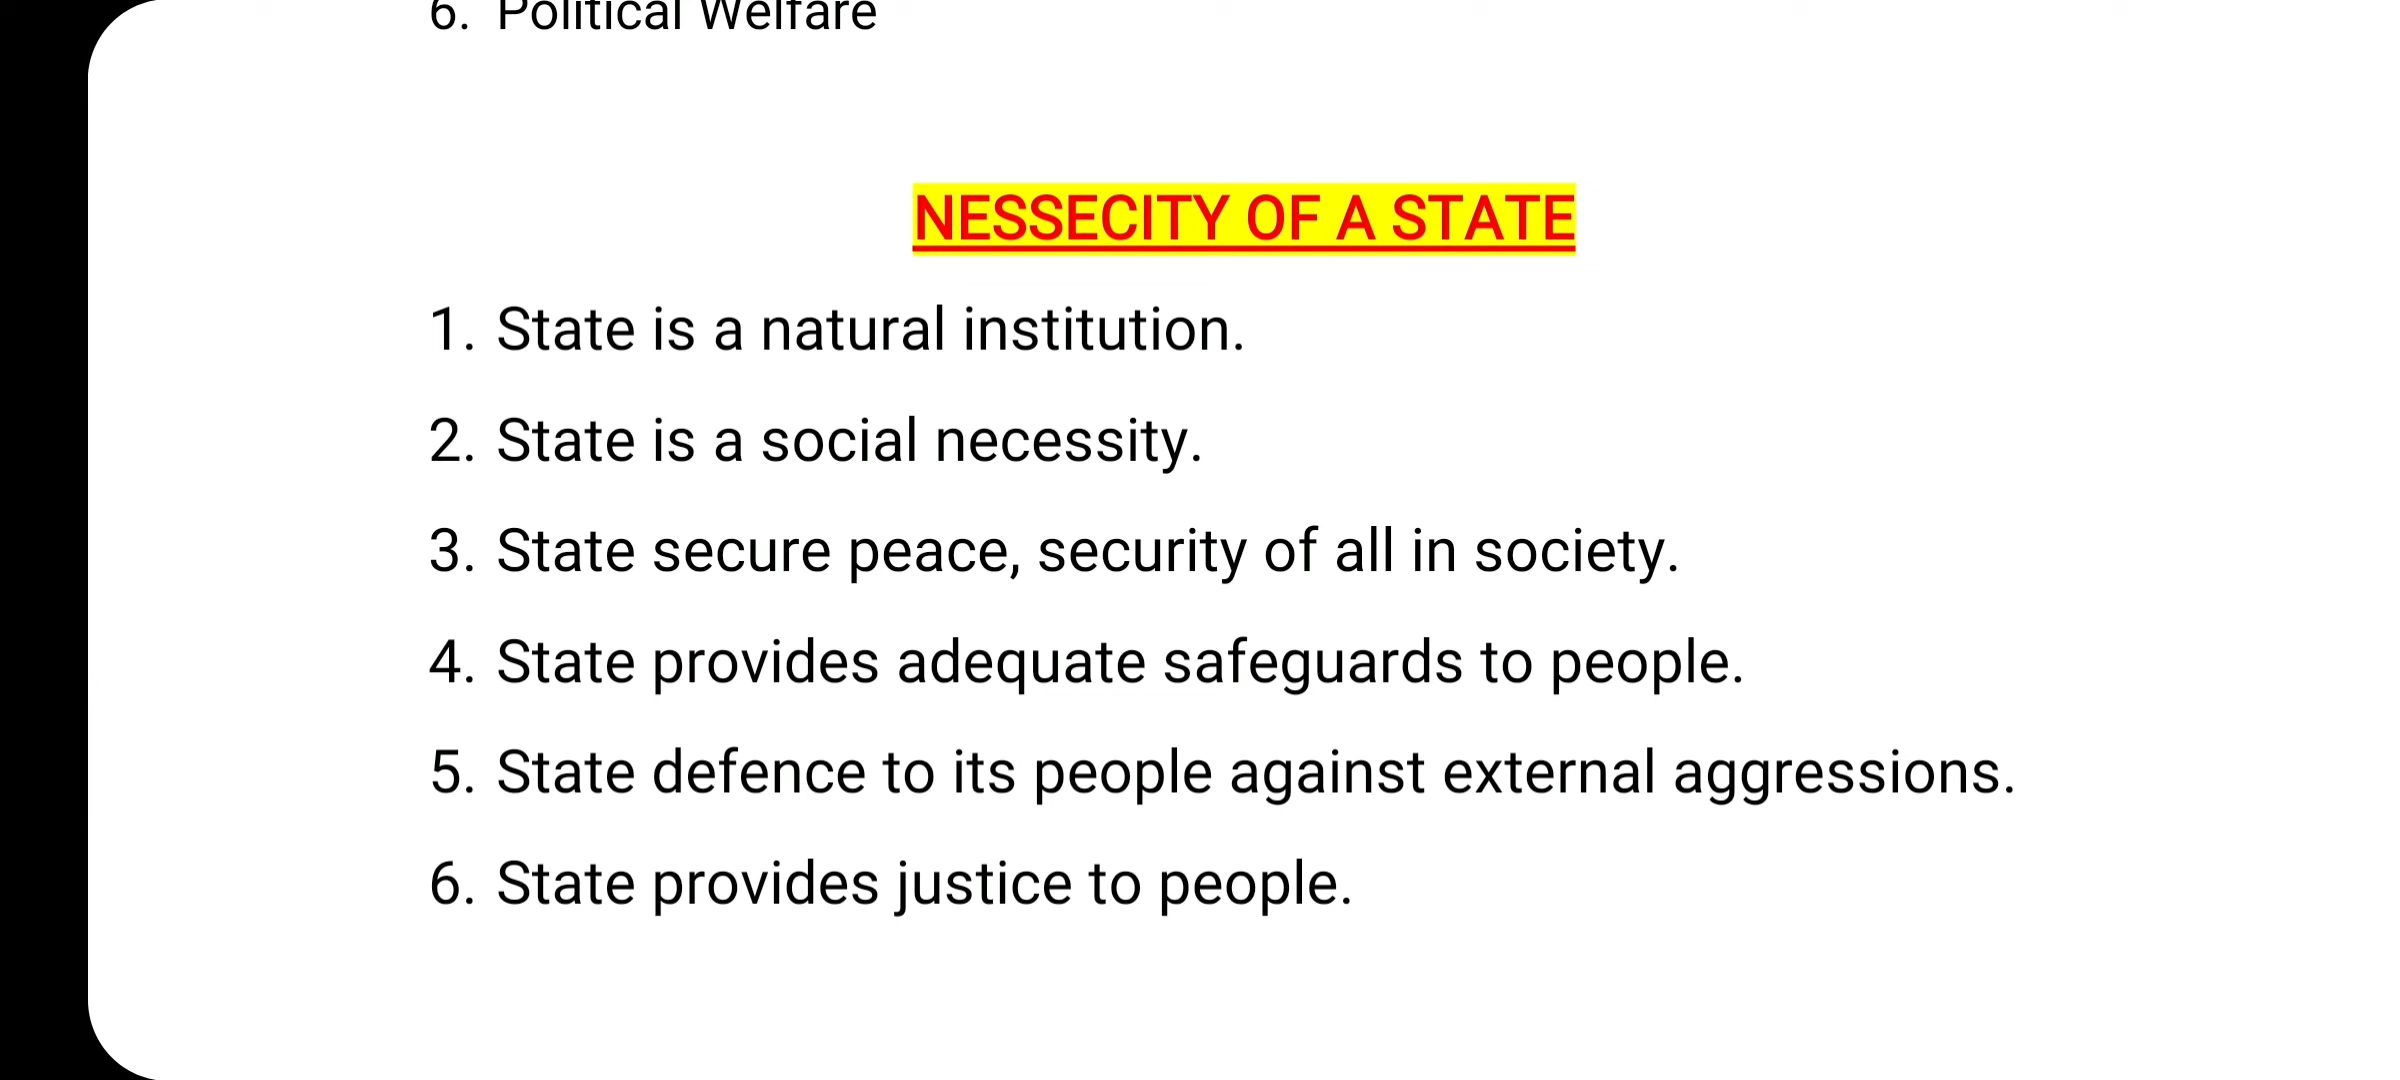 6. Political Welfare
NESSECITY OF A STATE
1. State is a natural institution.
2. State is a social necessity.
3. State secure peace, security of all in society.
4. State provides adequate safeguards to people.
5. State defence to its people against external aggressions.
6. State provides justice to people.